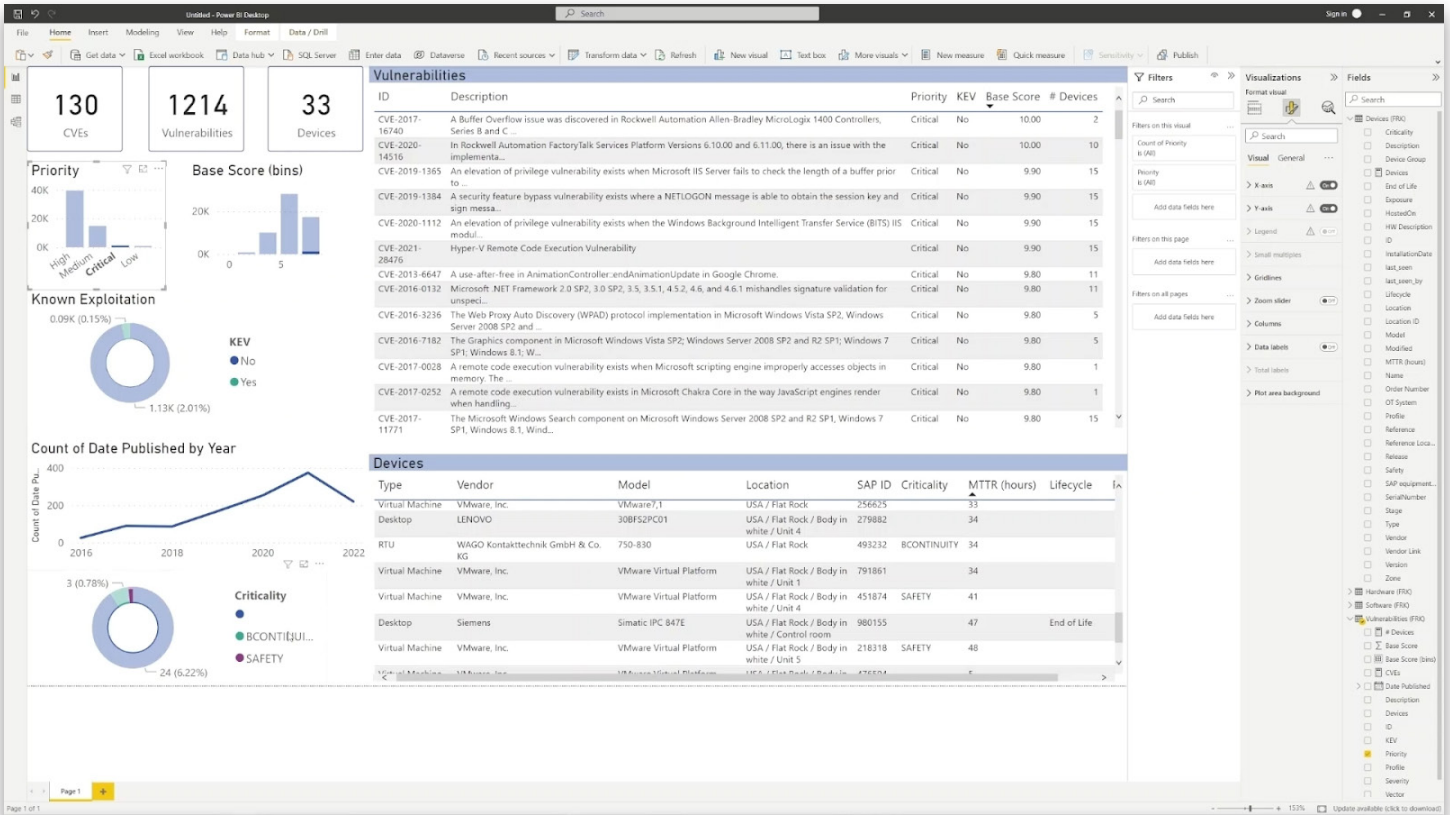 Untitled - Power BI Desktop
Search
Sign in
File Home Insert Modeling View Help Format Data / Drill
Get data Excel workbook Data hub SQL Server Enter data Dataverse Recent sources Transform data Refresh New visual Text box More visuals New measure Quick measure Sensitivity Publish
130
CVEs
1214
Vulnerabilities
33
Devices
Priority
40K
20K
0K
High Medium Critical Low
Base Score (bins)
20K
0K
0 5
Known Exploitation
0.09K (0.15%)
1.13K (2.01%)
KEV
No
Yes
Count of Date Published by Year
Count of Date Pu...
400
200
0
2016 2018 2020 2022
3 (0.78%)
24 (6.22%)
Criticality
BCONTINUI...
SAFETY
Vulnerabilities
ID Description Priority KEV Base Score # Devices
CVE-2017-16740 A Buffer Overflow issue was discovered in Rockwell Automation Allen-Bradley MicroLogix 1400 Controllers, Series B and C ... Critical No 10.00 2
CVE-2020-14516 In Rockwell Automation FactoryTalk Services Platform Versions 6.10.00 and 6.11.00, there is an issue with the implementa... Critical No 10.00 10
CVE-2019-1365 An elevation of privilege vulnerability exists when Microsoft IIS Server fails to check the length of a buffer prior to ... Critical No 9.90 15
CVE-2019-1384 A security feature bypass vulnerability exists where a NETLOGON message is able to obtain the session key and sign messa... Critical No 9.90 15
CVE-2020-1112 An elevation of privilege vulnerability exists when the Windows Background Intelligent Transfer Service (BITS) IIS modul... Critical No 9.90 15
CVE-2021-28476 Hyper-V Remote Code Execution Vulnerability Critical No 9.90 15
CVE-2013-6647 A use-after-free in AnimationController::endAnimationUpdate in Google Chrome. Critical No 9.80 11
CVE-2016-0132 Microsoft .NET Framework 2.0 SP2, 3.0 SP2, 3.5, 3.5.1, 4.5.2, 4.6, and 4.6.1 mishandles signature validation for unspeci... Critical No 9.80 11
CVE-2016-3236 The Web Proxy Auto Discovery (WPAD) protocol implementation in Microsoft Windows Vista SP2, Windows Server 2008 SP2 and ... Critical No 9.80 5
CVE-2016-7182 The Graphics component in Microsoft Windows Vista SP2; Windows Server 2008 SP2 and R2 SP1; Windows 7 SP1; Windows 8.1; W... Critical No 9.80 5
CVE-2017-0028 A remote code execution vulnerability exists when Microsoft scripting engine improperly accesses objects in memory. The ... Critical No 9.80 1
CVE-2017-0252 A remote code execution vulnerability exists in Microsoft Chakra Core in the way JavaScript engines render when handling... Critical No 9.80 1
CVE-2017-11771 The Microsoft Windows Search component on Microsoft Windows Server 2008 SP2 and R2 SP1, Windows 7 SP1, Windows 8.1, Wind... Critical No 9.80 15
Devices
Type Vendor Model Location SAP ID Criticality MTTR (hours) Lifecycle
Virtual Machine VMware, Inc. VMware7,1 USA / Flat Rock 256625 33
Desktop LENOVO 30BFS2PC01 USA / Flat Rock / Body in white / Unit 4 279882 34
RTU WAGO Kontakttechnik GmbH & Co. KG 750-830 USA / Flat Rock 493232 BCONTINUITY 34
Virtual Machine VMware, Inc. VMware Virtual Platform USA / Flat Rock / Body in white / Unit 1 791861 34
Virtual Machine VMware, Inc. VMware Virtual Platform USA / Flat Rock / Body in white / Unit 4 451874 SAFETY 41
Desktop Siemens Simatic IPC 847E USA / Flat Rock / Body in white / Control room 980155 47 End of Life
Virtual Machine VMware, Inc. VMware Virtual Platform USA / Flat Rock / Body in white / Unit 5 218318 SAFETY 48
Filters
Search
Filters on this visual
Count of Priority
is (All)
Priority
is (All)
Add data fields here
Filters on this page
Add data fields here
Filters on all pages
Add data fields here
Visualizations
Format visual
Search
Visual General
X-axis On
Y-axis On
Legend Off
Small multiples
Gridlines
Zoom slider Off
Columns
Data labels Off
Total labels
Plot area background
Fields
Search
Devices (FRK)
Criticality
Description
Device Group
Devices
End of Life
Exposure
HostedOn
HW Description
ID
InstallationDate
last_seen
last_seen_by
Lifecycle
Location
Location ID
Model
Modified
MTTR (hours)
Name
Order Number
OT System
Profile
Reference
Reference Loca...
Release
Safety
SAP equipment...
SerialNumber
Stage
Type
Vendor
Vendor Link
Version
Zone
Hardware (FRK)
Software (FRK)
Vulnerabilities (FRK)
# Devices
Base Score
Base Score (bins)
CVEs
Date Published
Description
Devices
ID
KEV
Priority
Profile
Severity
Vector
Page 1
Page 1 of 1
153%
Update available (click to download)